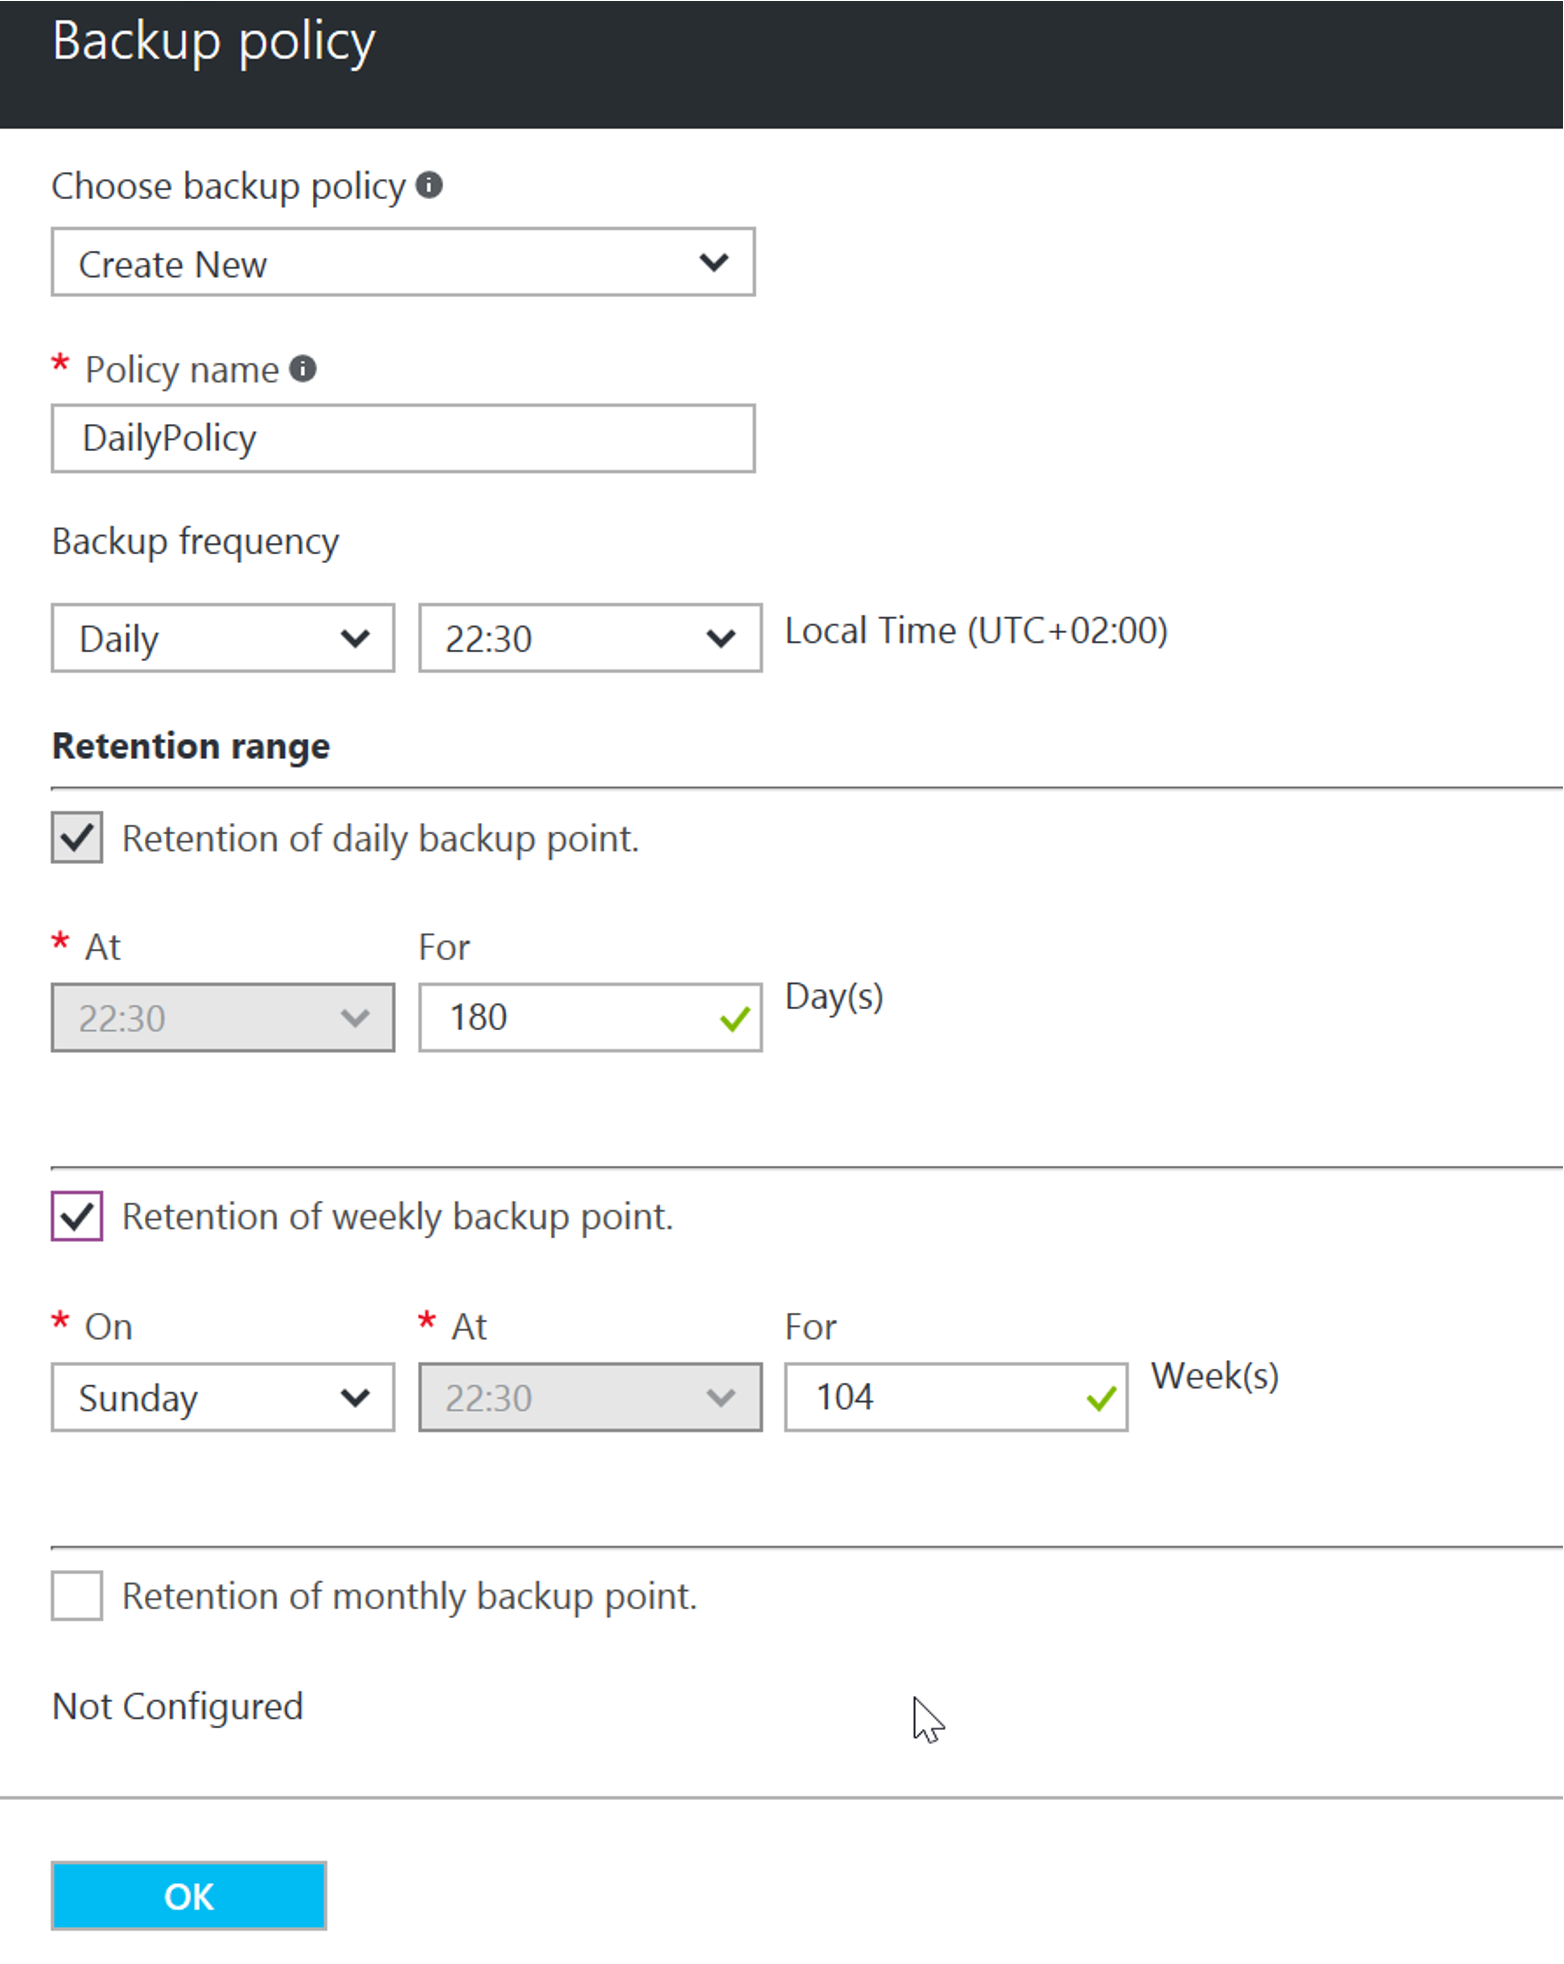 Backup policy
Choose backup policy
Create New
* Policy name
DailyPolicy
Backup frequency
Daily 22:30 Local Time (UTC+02:00)
Retention range
Retention of daily backup point.
* At For
22:30 180 Day(s)
Retention of weekly backup point.
* On * At For
Sunday 22:30 104 Week(s)
Retention of monthly backup point.
Not Configured
OK